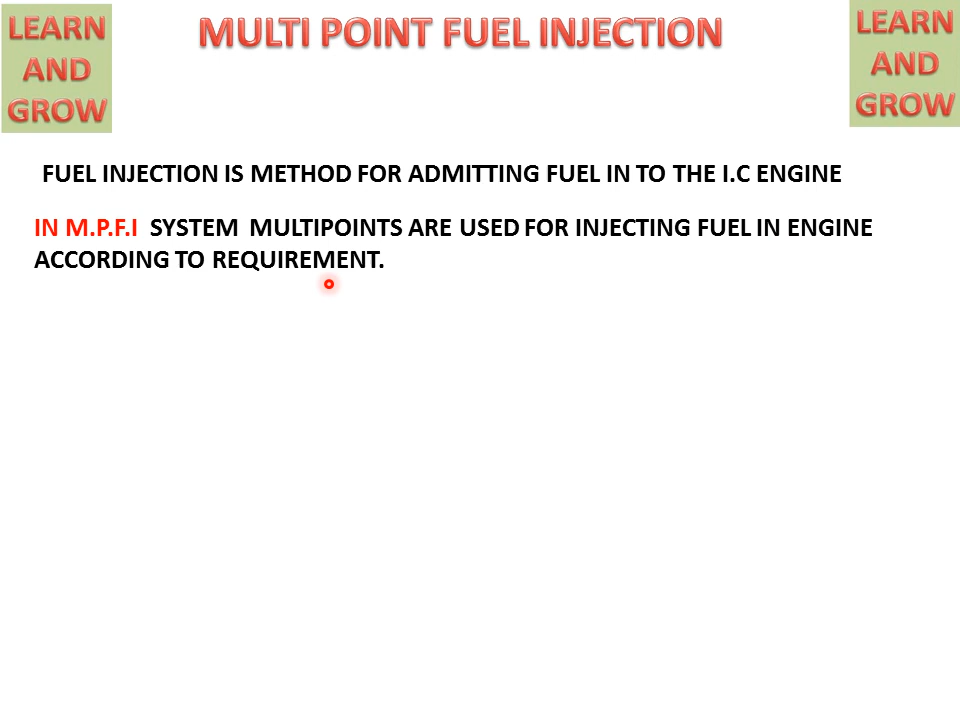 LEARN
AND
GROW
MULTI POINT FUEL INJECTION
LEARN
AND
GROW
FUEL INJECTION IS METHOD FOR ADMITTING FUEL IN TO THE I.C ENGINE
IN M.P.F.I SYSTEM MULTIPOINTS ARE USED FOR INJECTING FUEL IN ENGINE
ACCORDING TO REQUIREMENT.